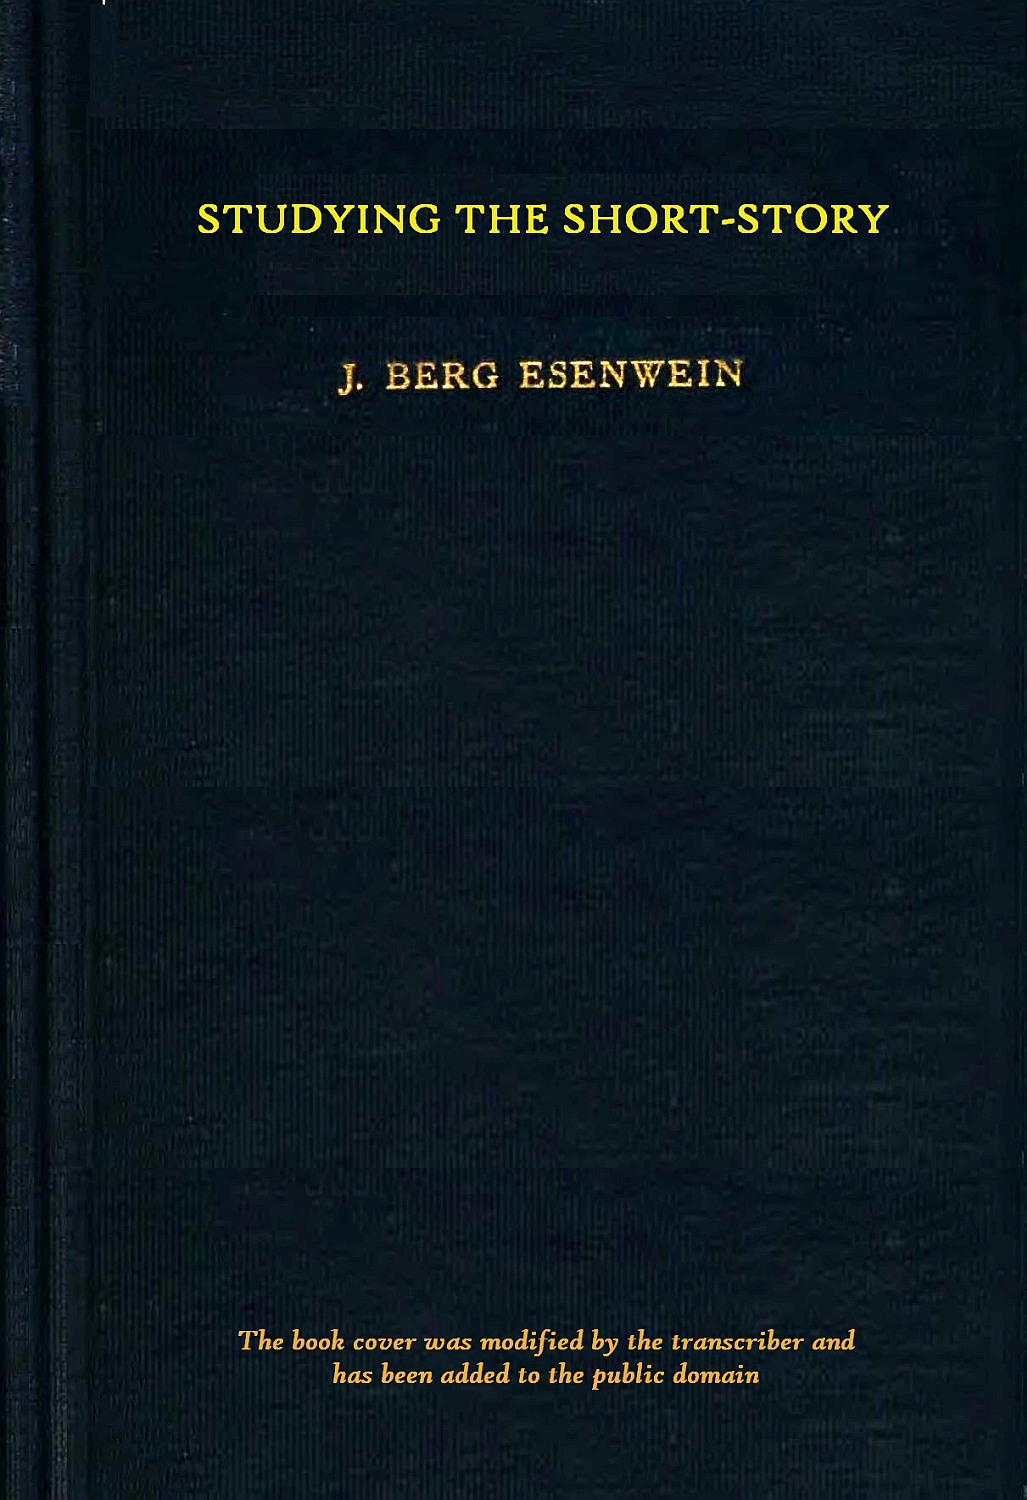 STUDYING THE SHORT-STORY
J. BERG ESENWEIN
The book cover was modified by the transcriber and
has been added to the public domain